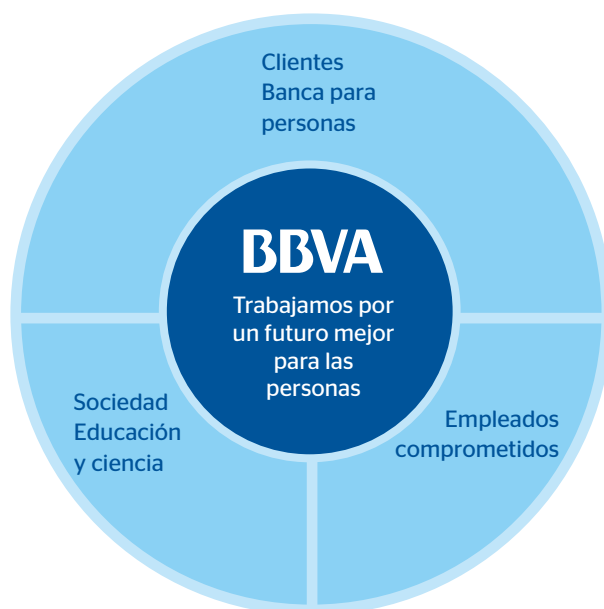 Clientes
Banca para
personas
BBVA
Trabajamos por
un futuro mejor
para las
personas
Sociedad
Educación
y ciencia
Empleados
comprometidos